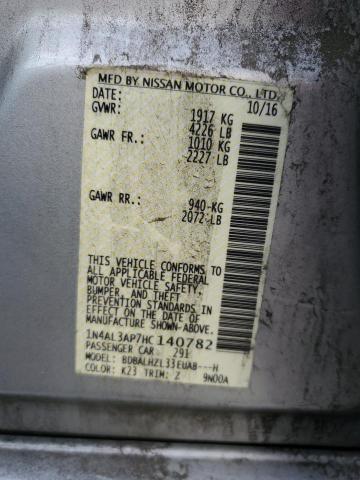 MFD BY NISSAN MOTOR CO., LTD.
DATE: 10/16
GVWR: 1917 KG
4226 LB
GAWR FR.: 1010 KG
2227 LB
GAWR RR.: 940 KG
2072 LB
THIS VEHICLE CONFORMS TO
ALL APPLICABLE FEDERAL
MOTOR VEHICLE SAFETY,
BUMPER, AND THEFT
PREVENTION STANDARDS IN
EFFECT ON THE DATE OF
MANUFACTURE SHOWN ABOVE.
1N4AL3AP7HC140782
PASSENGER CAR 291
MODEL: BDBALHZL33EUAB---H
COLOR: K23 TRIM: Z 9N00A